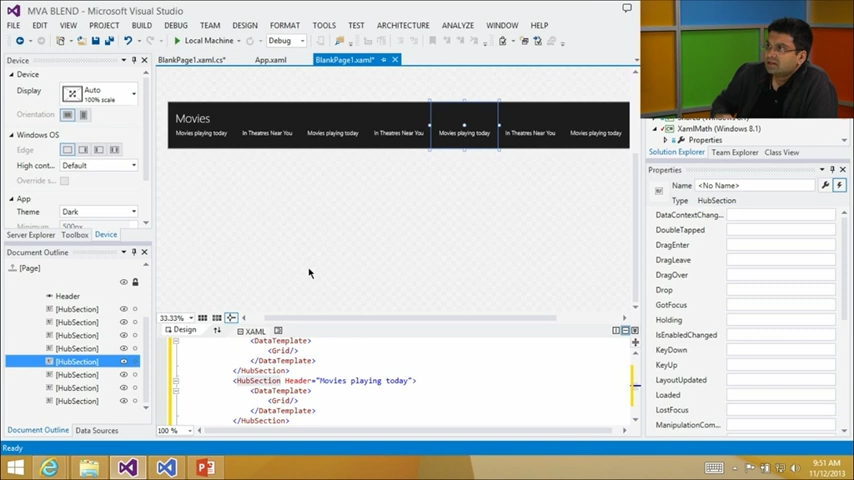 MVA BLEND - Microsoft Visual Studio
FILE EDIT VIEW PROJECT BUILD DEBUG DESIGN FORMAT TOOLS TEST ARCHITECTURE ANALYZE WINDOW HELP
Local Machine Debug
Device
Device
Display Auto
100% scale
Orientation
Windows OS
Edge
High cont... Default
Override s...
App
Theme Dark
Minimum 500px
Server Explorer Toolbox Device
Document Outline
[Page]
Header
[HubSection]
[HubSection]
[HubSection]
[HubSection]
[HubSection]
[HubSection]
[HubSection]
[HubSection]
Document Outline Data Sources
BlankPage1.xaml.cs* App.xaml BlankPage1.xaml*
Movies
Movies playing today In Theatres Near You Movies playing today In Theatres Near You Movies playing today In Theatres Near You Movies playing today
33.33%
Design XAML
<DataTemplate>
<Grid/>
</DataTemplate>
</HubSection>
<HubSection Header="Movies playing today">
<DataTemplate>
<Grid/>
</DataTemplate>
</HubSection>
100 %
XamlMath (Windows 8.1)
Properties
Solution Explorer Team Explorer Class View
Properties
Name <No Name>
Type HubSection
DataContextChang...
DoubleTapped
DragEnter
DragLeave
DragOver
Drop
GotFocus
Holding
IsEnabledChanged
KeyDown
KeyUp
LayoutUpdated
Loaded
LostFocus
ManipulationCom...
Ready
9:51 AM
11/12/2013